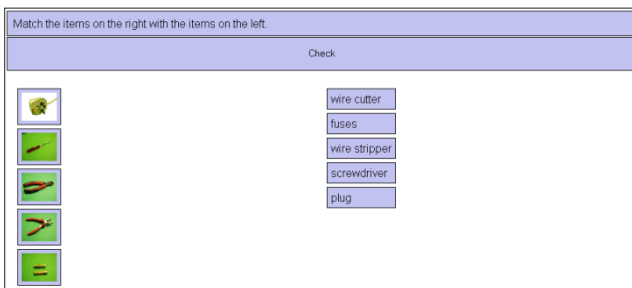 Match the items on the right with the items on the left.
Check
wire cutter
fuses
wire stripper
screwdriver
plug